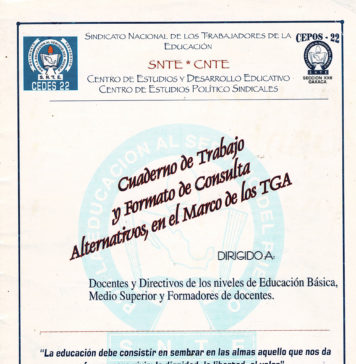 SINDICATO NACIONAL DE LOS TRABAJADORES DE LA
EDUCACIÓN
SNTE * CNTE
CENTRO DE ESTUDIOS Y DESARROLLO EDUCATIVO
CENTRO DE ESTUDIOS POLÍTICO SINDICALES
S.N.T.E.
CEDES 22
CEPOS - 22
SECCIÓN XXII
OAXACA
Cuaderno de Trabajo
y Formato de Consulta
Alternativos, en el Marco de los TGA
DIRIGIDO A:
Docentes y Directivos de los niveles de Educación Básica,
Medio Superior y Formadores de docentes.
"La educación debe consistir en sembrar en las almas aquello que nos da